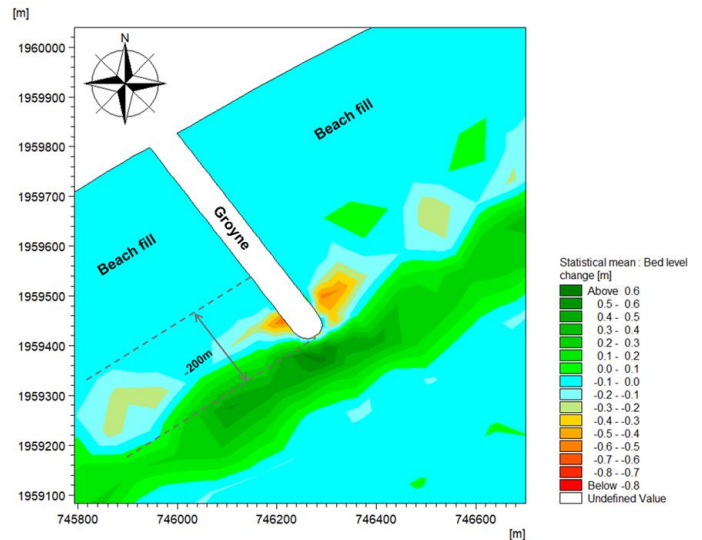 [m]
1960000
N
1959900
1959800
1959700
1959600
1959500
1959400
1959300
1959200
1959100
Beach fill
Beach fill
Groyne
~200m
745800
746000
746200
746400
746600
[m]
Statistical mean : Bed level
change [m]
Above 0.6
0.5 - 0.6
0.4 - 0.5
0.3 - 0.4
0.2 - 0.3
0.1 - 0.2
0.0 - 0.1
-0.1 - 0.0
-0.2 - -0.1
-0.3 - -0.2
-0.4 - -0.3
-0.5 - -0.4
-0.6 - -0.5
-0.7 - -0.6
-0.8 - -0.7
Below -0.8
Undefined Value